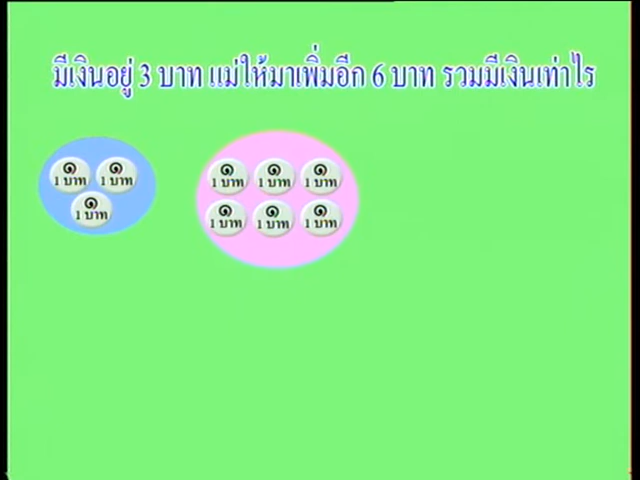 มีเงินอยู่ 3 บาท แม่ให้มาเพิ่มอีก 6 บาท รวมมีเงินเท่าไร
๑ ๑
1 บาท 1 บาท
๑
1 บาท
๑ ๑ ๑
1 บาท 1 บาท 1 บาท
๑ ๑ ๑
1 บาท 1 บาท 1 บาท